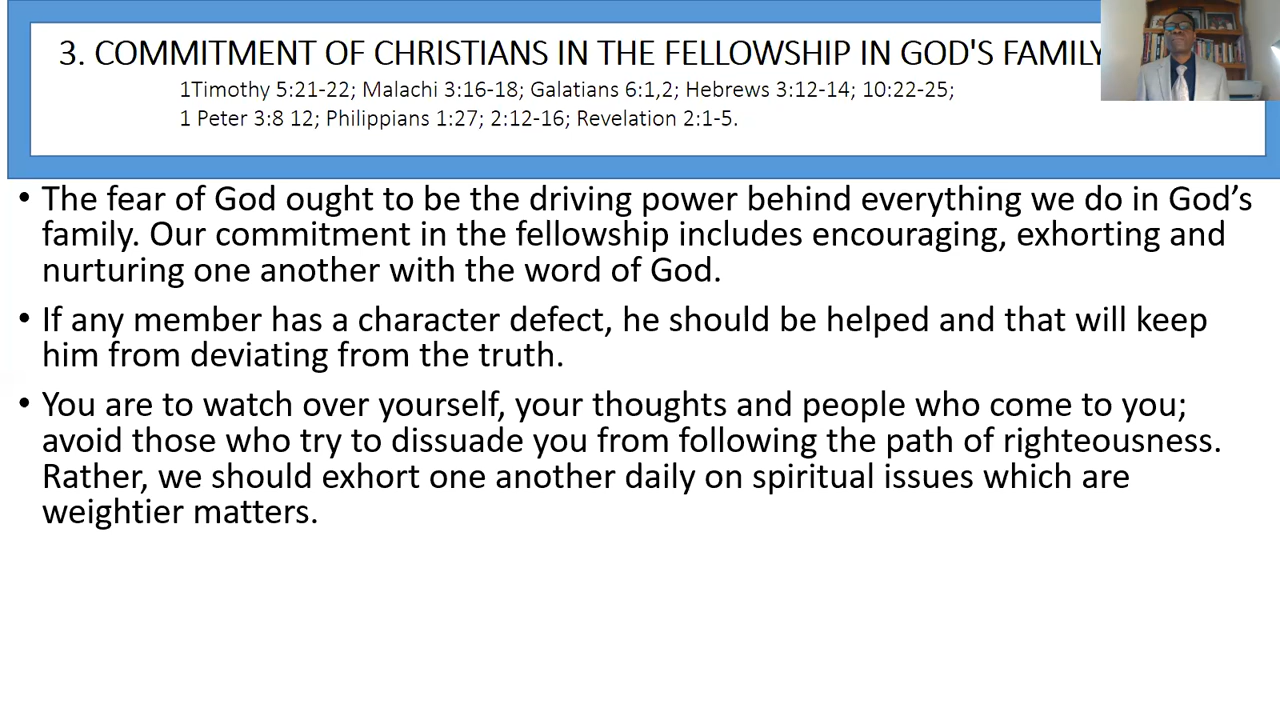 3. COMMITMENT OF CHRISTIANS IN THE FELLOWSHIP IN GOD'S FAMILY
1Timothy 5:21-22; Malachi 3:16-18; Galatians 6:1,2; Hebrews 3:12-14; 10:22-25;
1 Peter 3:8 12; Philippians 1:27; 2:12-16; Revelation 2:1-5.
• The fear of God ought to be the driving power behind everything we do in God’s
family. Our commitment in the fellowship includes encouraging, exhorting and
nurturing one another with the word of God.
• If any member has a character defect, he should be helped and that will keep
him from deviating from the truth.
• You are to watch over yourself, your thoughts and people who come to you;
avoid those who try to dissuade you from following the path of righteousness.
Rather, we should exhort one another daily on spiritual issues which are
weightier matters.